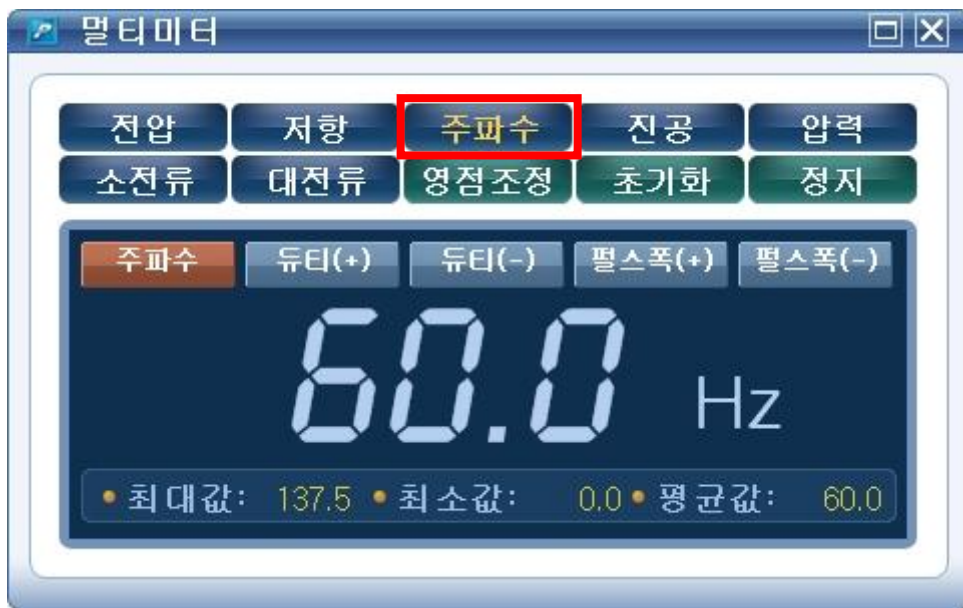 멀티미터
전압 저항 주파수 진공 압력
소전류 대전류 영점조정 초기화 정지
주파수 듀티(+) 듀티(-) 펄스폭(+) 펄스폭(-)
60.0 Hz
최대값: 137.5 최소값: 0.0 평균값: 60.0